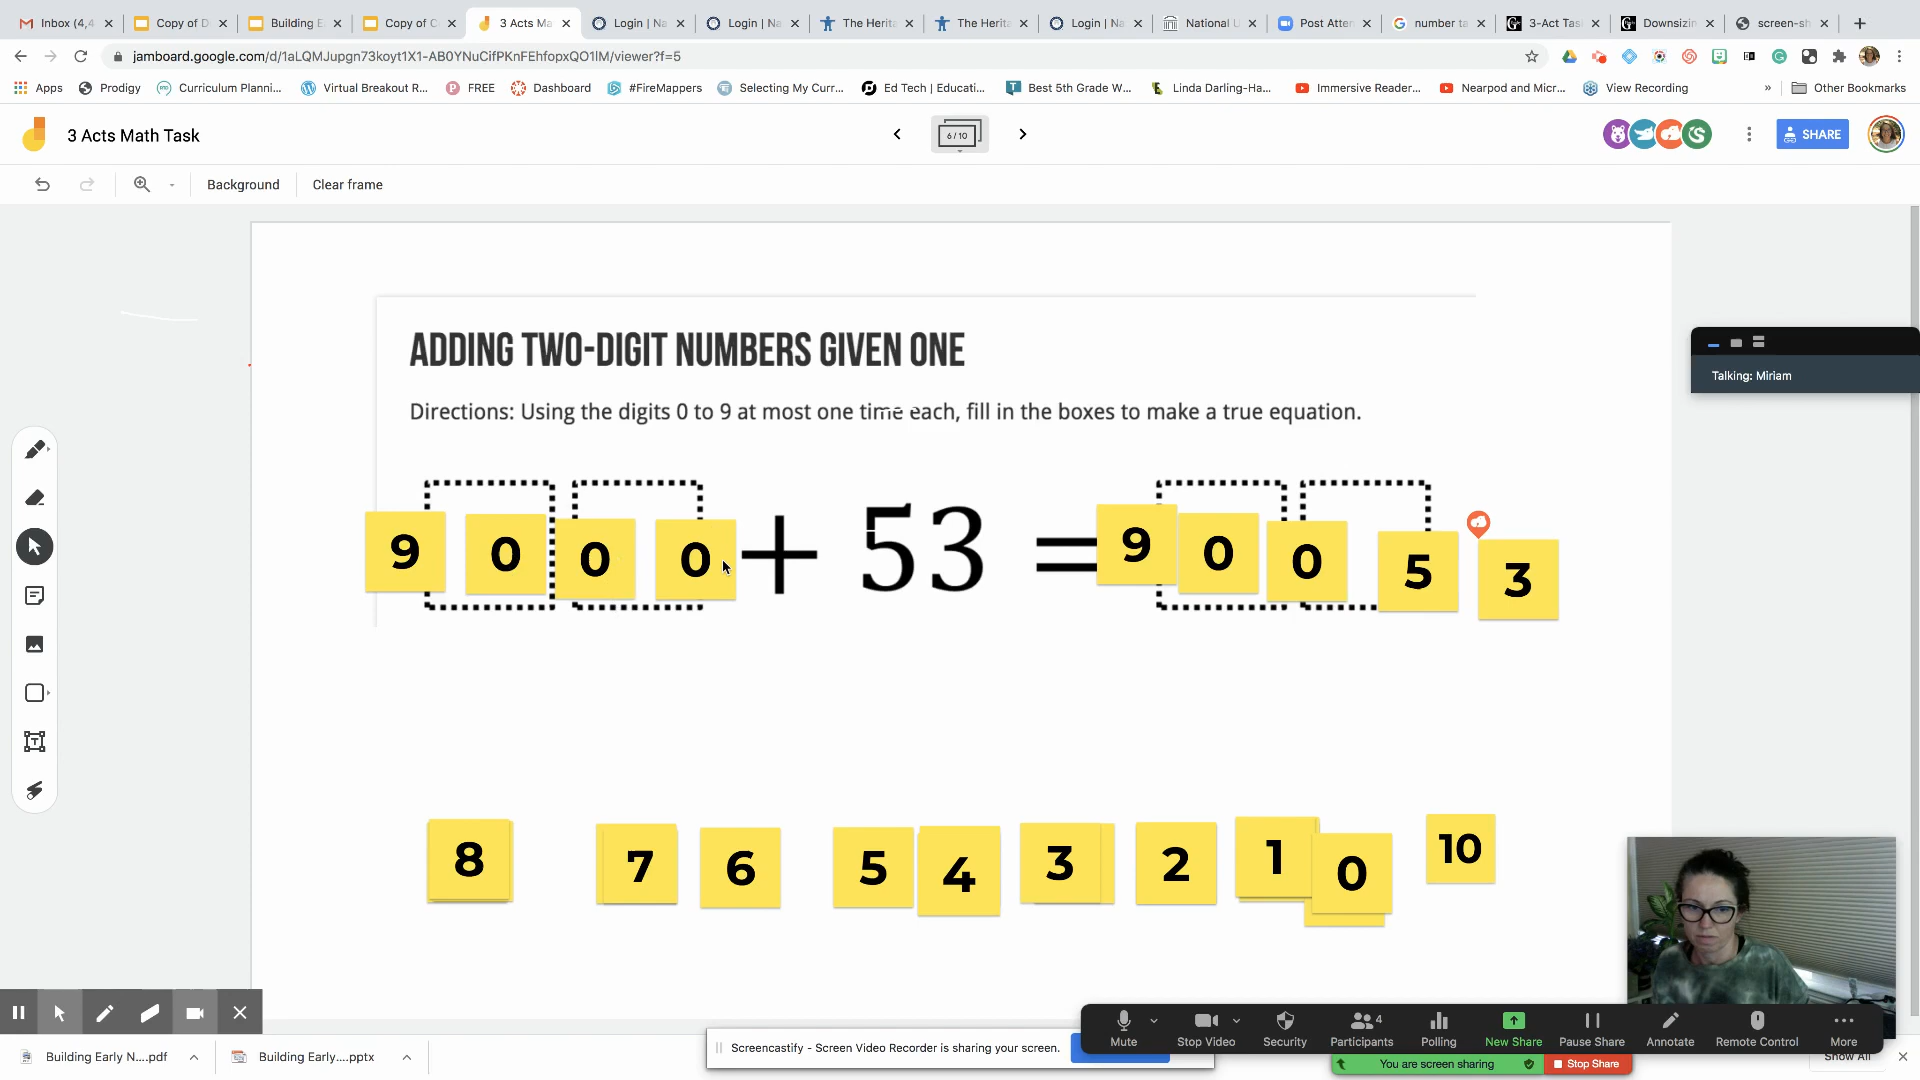 Inbox (4,4
Copy of D
Building E
Copy of C
3 Acts Ma
Login | Na
Login | Na
The Herita
The Herita
Login | Na
National L
Post Atten
number ta
3-Act Tas
Downsizin
screen-sh
jamboard.google.com/d/1aLQMJupgn73koyt1X1-AB0YNuCifPKnFEhfopxQO1lM/viewer?f=5
Apps
Prodigy
Curriculum Planni...
Virtual Breakout R...
FREE
Dashboard
#FireMappers
Selecting My Curr...
Ed Tech | Educati...
Best 5th Grade W...
Linda Darling-Ha...
Immersive Reader...
Nearpod and Micr...
View Recording
»
Other Bookmarks
3 Acts Math Task
6 / 10
SHARE
Background
Clear frame
ADDING TWO-DIGIT NUMBERS GIVEN ONE
Directions: Using the digits 0 to 9 at most one time each, fill in the boxes to make a true equation.
9 0 0 0 + 53 = 9 0 0 5 3
8 7 6 5 4 3 2 1 0 10
Talking: Miriam
Mute
Stop Video
Security
4
Participants
Polling
New Share
Pause Share
Annotate
Remote Control
More
You are screen sharing
Stop Share
Screencastify - Screen Video Recorder is sharing your screen.
Building Early N....pdf
Building Early....pptx
Show All